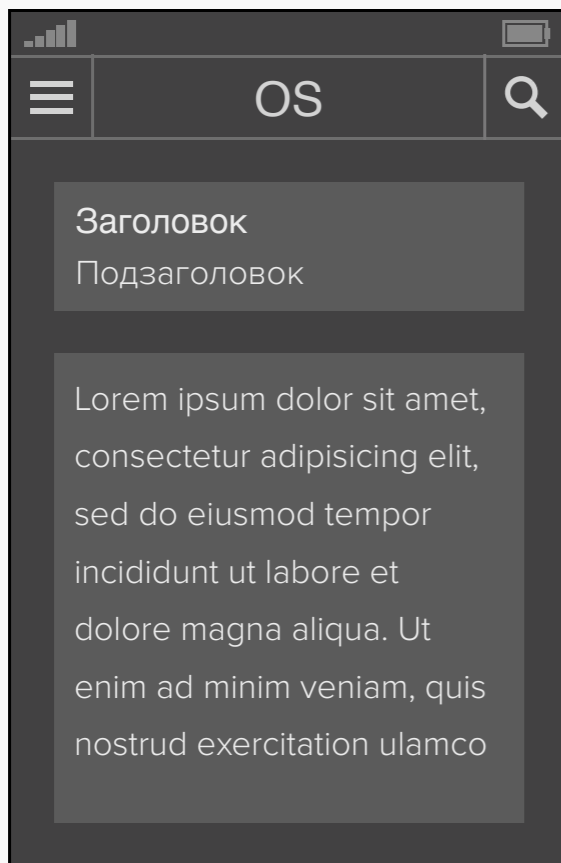 OS
Заголовок
Подзаголовок
Lorem ipsum dolor sit amet,
consectetur adipisicing elit,
sed do eiusmod tempor
incididunt ut labore et
dolore magna aliqua. Ut
enim ad minim veniam, quis
nostrud exercitation ulamco